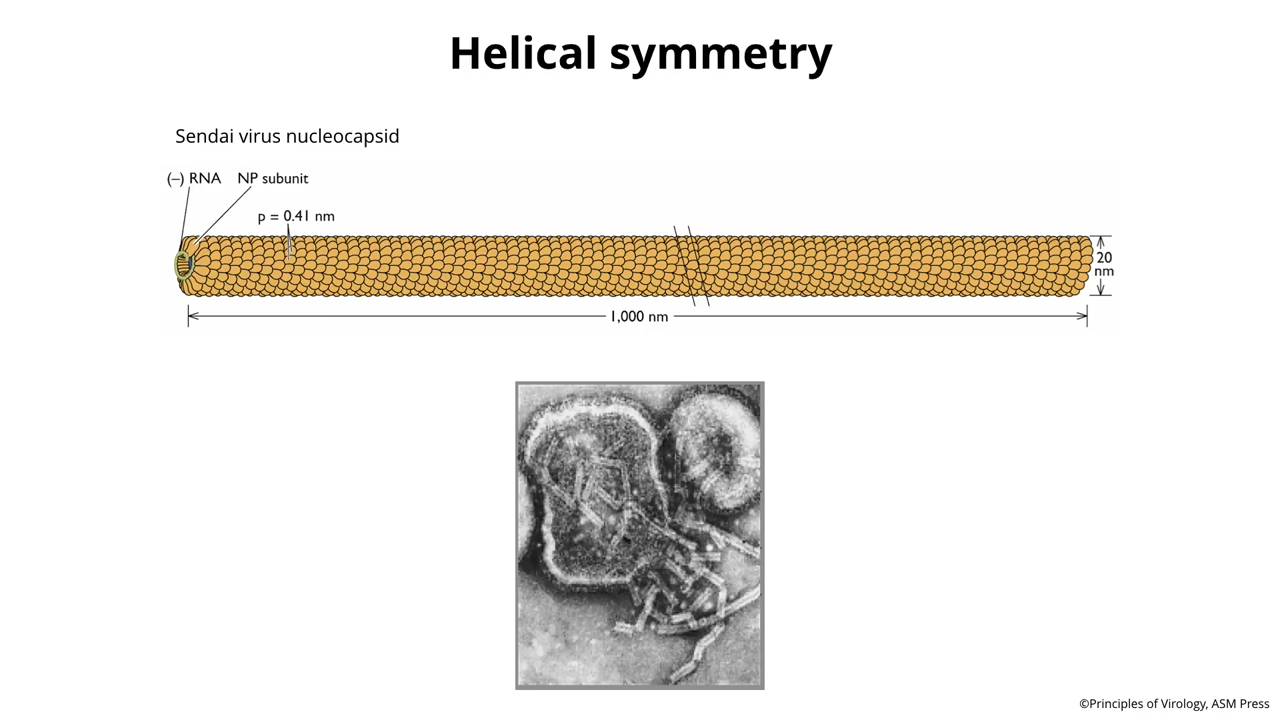 Helical symmetry
Sendai virus nucleocapsid
(–) RNA NP subunit
p = 0.41 nm
20
nm
1,000 nm
©Principles of Virology, ASM Press